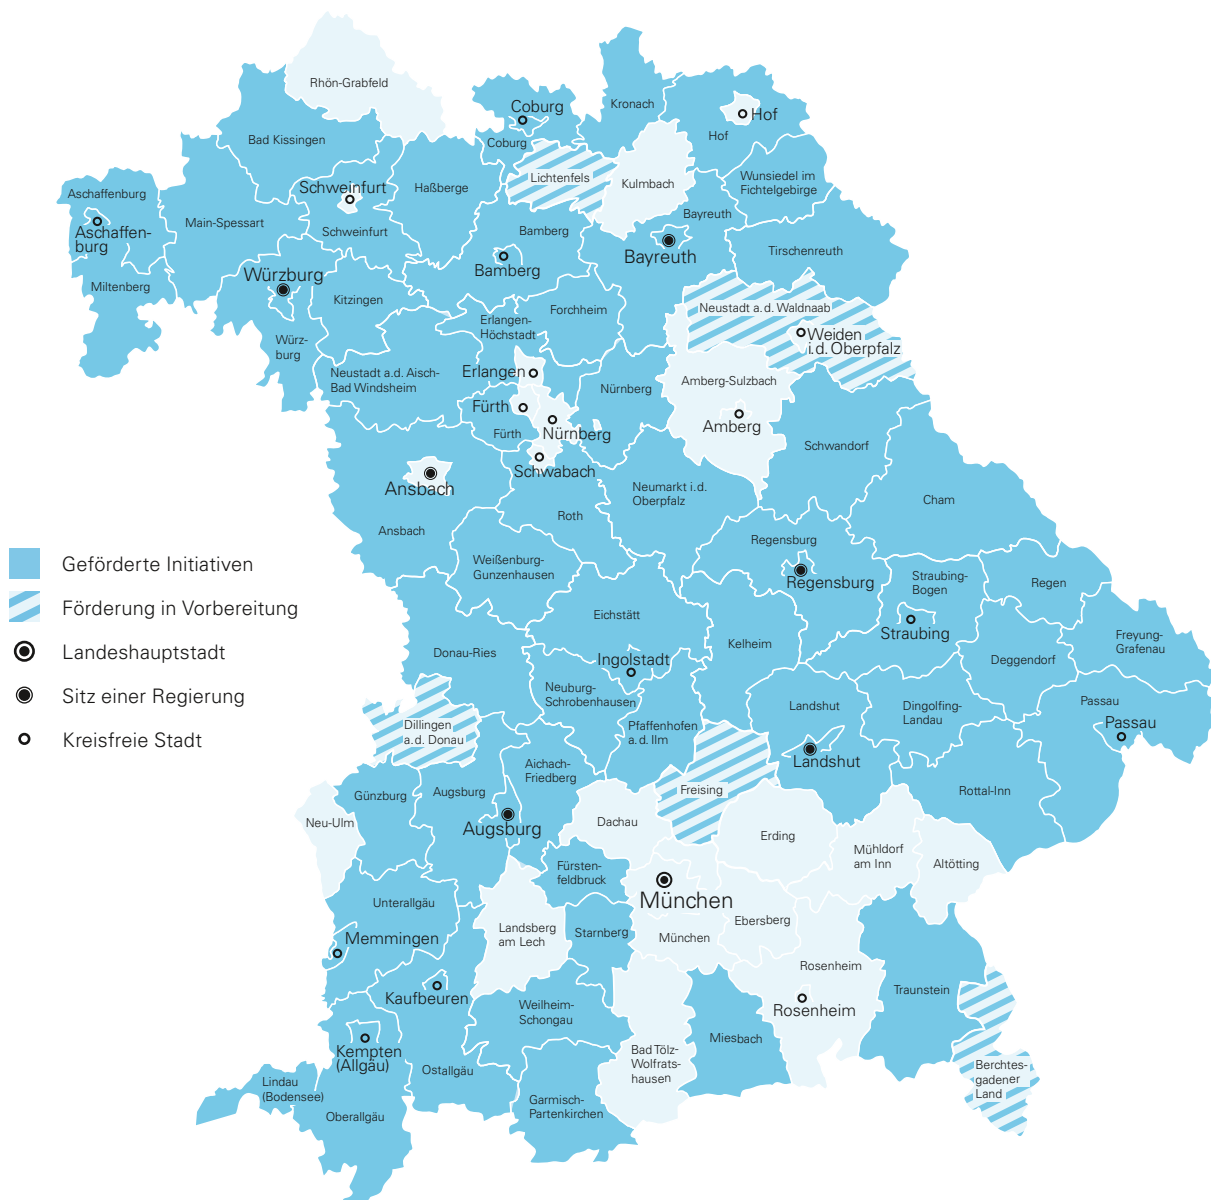 Rhön-Grabfeld
Coburg
Kronach
Hof
Hof
Bad Kissingen
Coburg
Lichtenfels
Kulmbach
Wunsiedel im
Fichtelgebirge
Aschaffenburg
Schweinfurt
Haßberge
Bayreuth
Main-Spessart
Aschaffen-
burg
Schweinfurt
Bamberg
Tirschenreuth
Bayreuth
Bamberg
Würzburg
Miltenberg
Kitzingen
Forchheim
Neustadt a.d. Waldnaab
Erlangen-
Höchstadt
Weiden
i.d. Oberpfalz
Würz-
burg
Neustadt a.d. Aisch-
Bad Windsheim
Erlangen
Nürnberg
Amberg-Sulzbach
Fürth
Fürth
Nürnberg
Amberg
Schwandorf
Schwabach
Ansbach
Neumarkt i.d.
Oberpfalz
Cham
Roth
Ansbach
Regensburg
Weißenburg-
Gunzenhausen
Regensburg
Straubing-
Bogen
Regen
Geförderte Initiativen
Förderung in Vorbereitung
Landeshauptstadt
Sitz einer Regierung
Kreisfreie Stadt
Eichstätt
Kelheim
Straubing
Freyung-
Grafenau
Donau-Ries
Ingolstadt
Deggendorf
Neuburg-
Schrobenhausen
Landshut
Dingolfing-
Landau
Passau
Passau
Dillingen
a.d. Donau
Pfaffenhofen
a.d. Ilm
Landshut
Aichach-
Friedberg
Günzburg
Augsburg
Freising
Rottal-Inn
Neu-Ulm
Augsburg
Dachau
Erding
Mühldorf
am Inn
Altötting
Fürsten-
feldbruck
München
Unterallgäu
Landsberg
am Lech
Starnberg
München
Ebersberg
Memmingen
Rosenheim
Traunstein
Kaufbeuren
Weilheim-
Schongau
Rosenheim
Miesbach
Kempten
(Allgäu)
Ostallgäu
Bad Tölz-
Wolfrats-
hausen
Berchtes-
gadener
Land
Lindau
(Bodensee)
Oberallgäu
Garmisch-
Partenkirchen